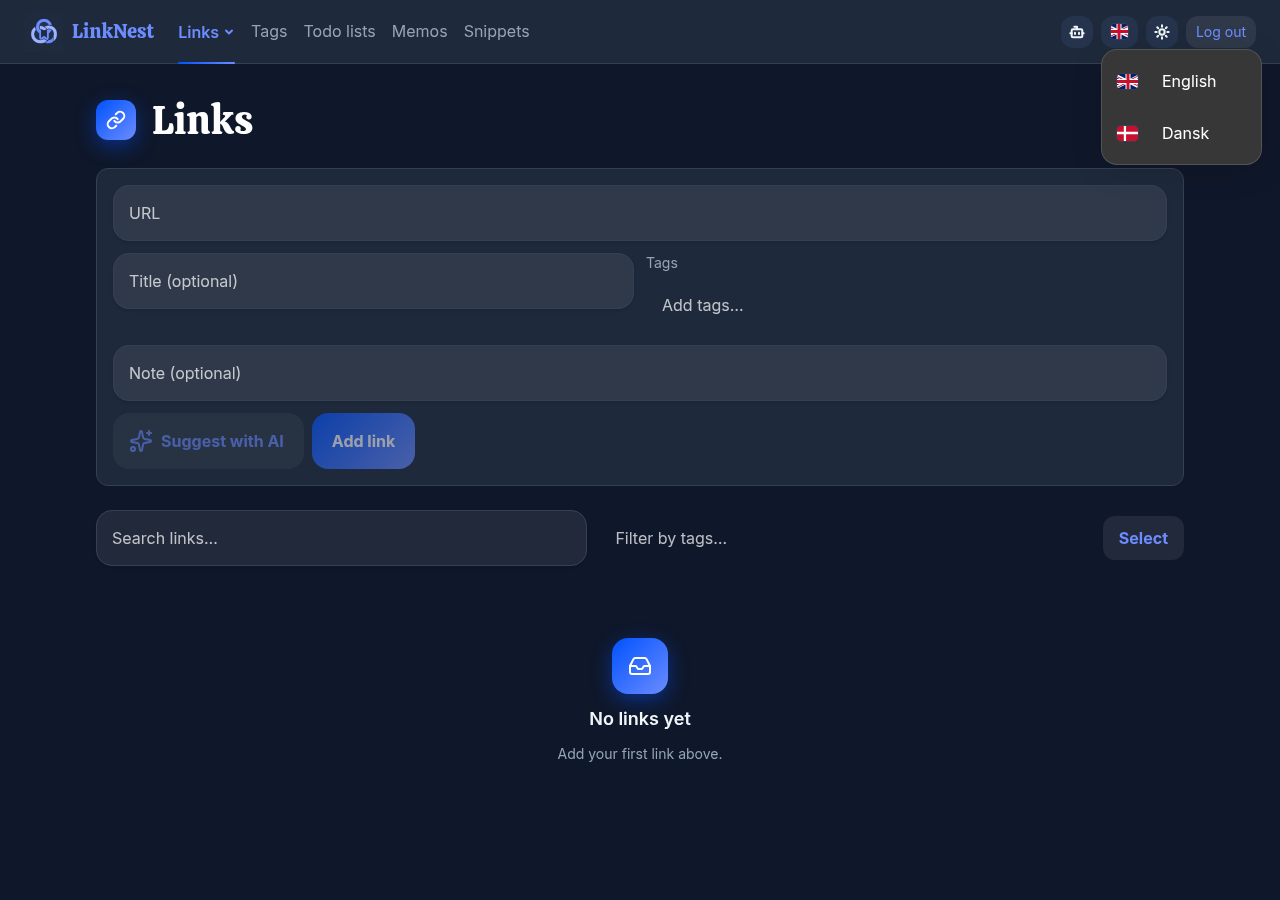 LinkNest
Links
Tags
Todo lists
Memos
Snippets
Log out
English
Dansk
Links
URL
Title (optional)
Tags
Add tags...
Note (optional)
Suggest with AI
Add link
Search links...
Filter by tags...
Select
No links yet
Add your first link above.